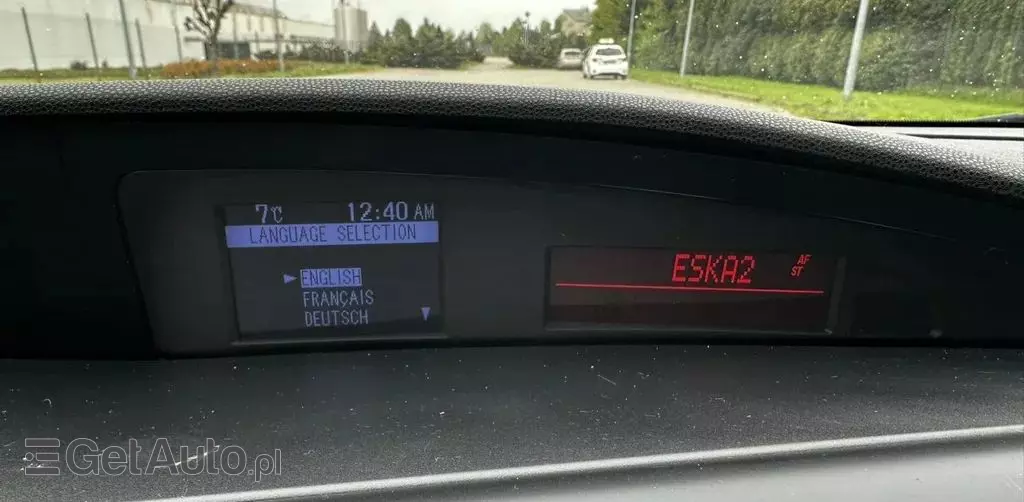 7°C 12:40 AM
LANGUAGE SELECTION
ENGLISH
FRANÇAIS
DEUTSCH
ESKA2
AF
ST
GetAuto.pl